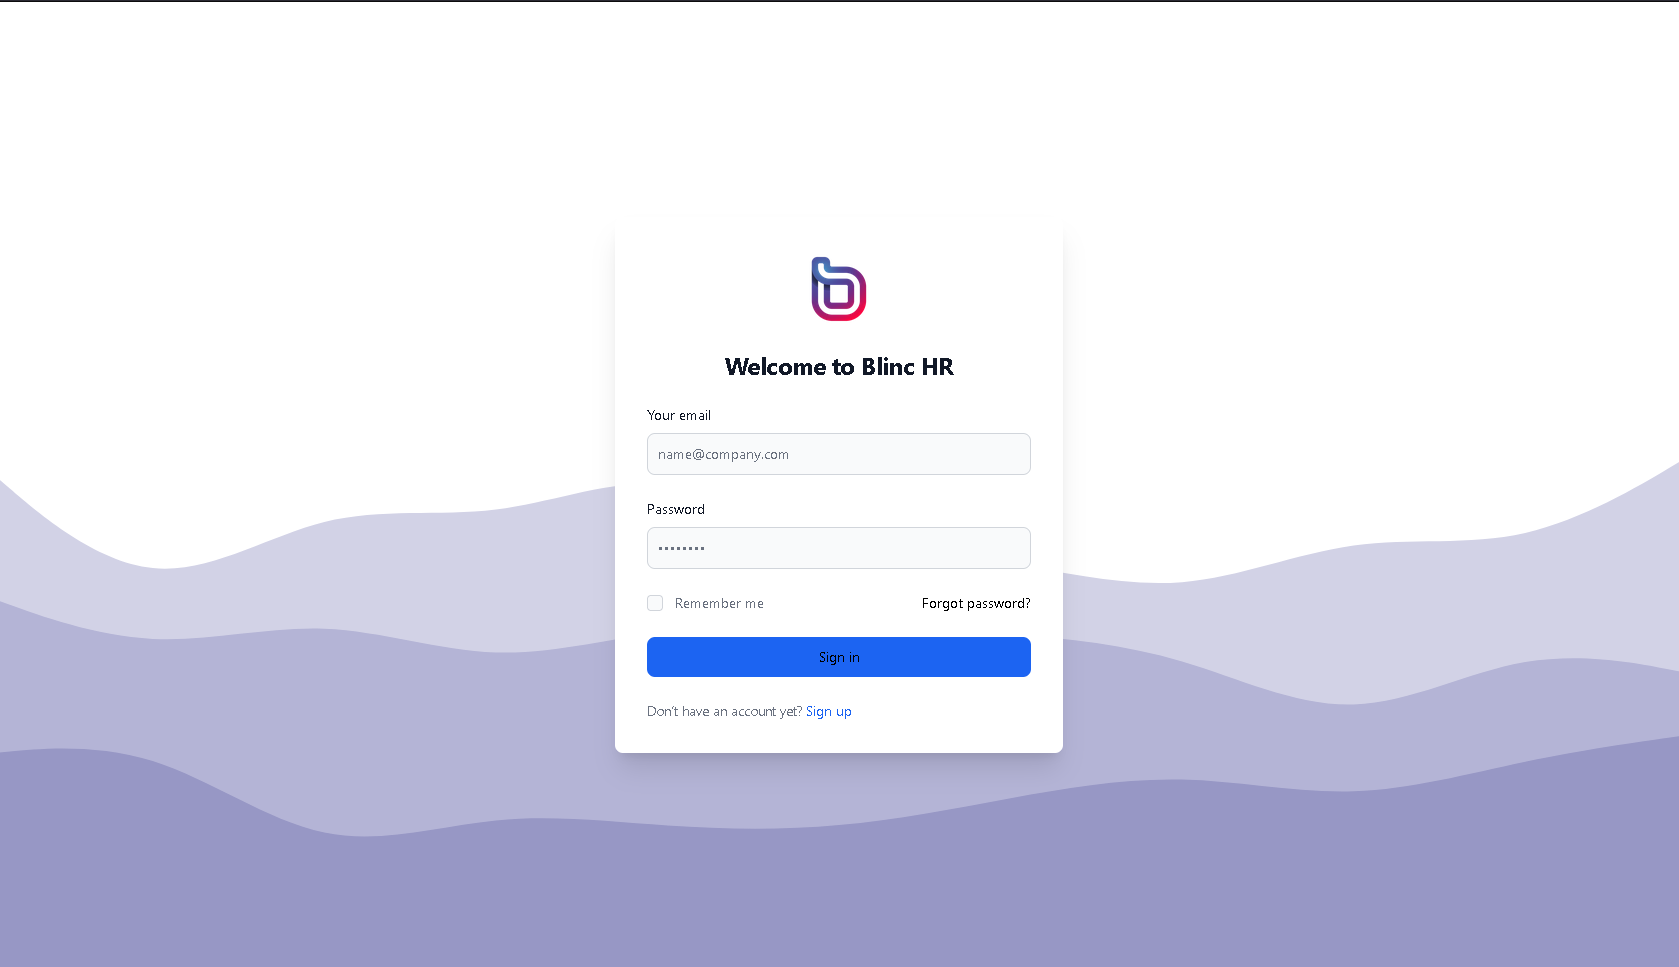 Welcome to Blinc HR
Your email
name@company.com
Password
••••••••
Remember me
Forgot password?
Sign in
Don't have an account yet? Sign up